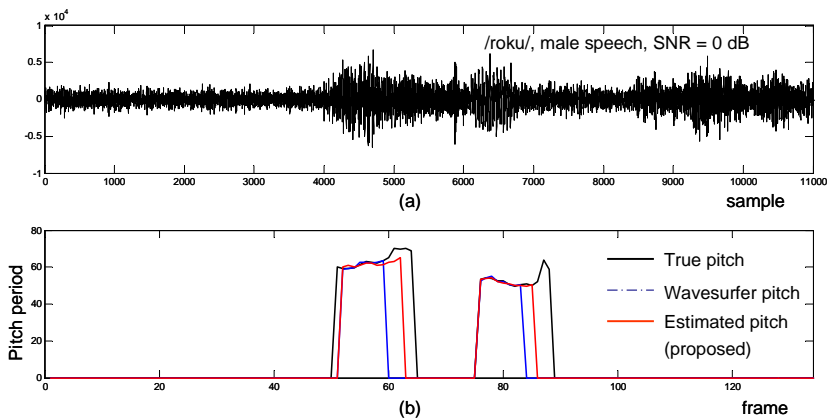 x 10⁴
/roku/, male speech, SNR = 0 dB
1
0.5
0
-0.5
-1
0 1000 2000 3000 4000 5000 6000 7000 8000 9000 10000 11000
(a) sample
Pitch period
80
60
40
20
0
True pitch
Wavesurfer pitch
Estimated pitch
(proposed)
0 20 40 60 80 100 120
(b) frame